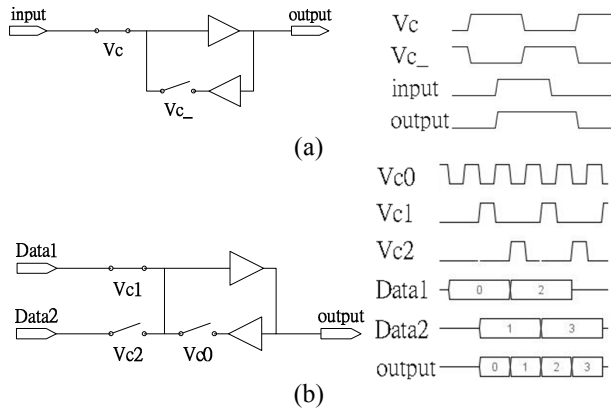 input
output
Vc
Vc_
Vc
Vc_
input
output
(a)
Data1
Vc1
Data2
Vc2
Vc0
output
Vc0
Vc1
Vc2
Data1
0
2
Data2
1
3
output
0
1
2
3
(b)